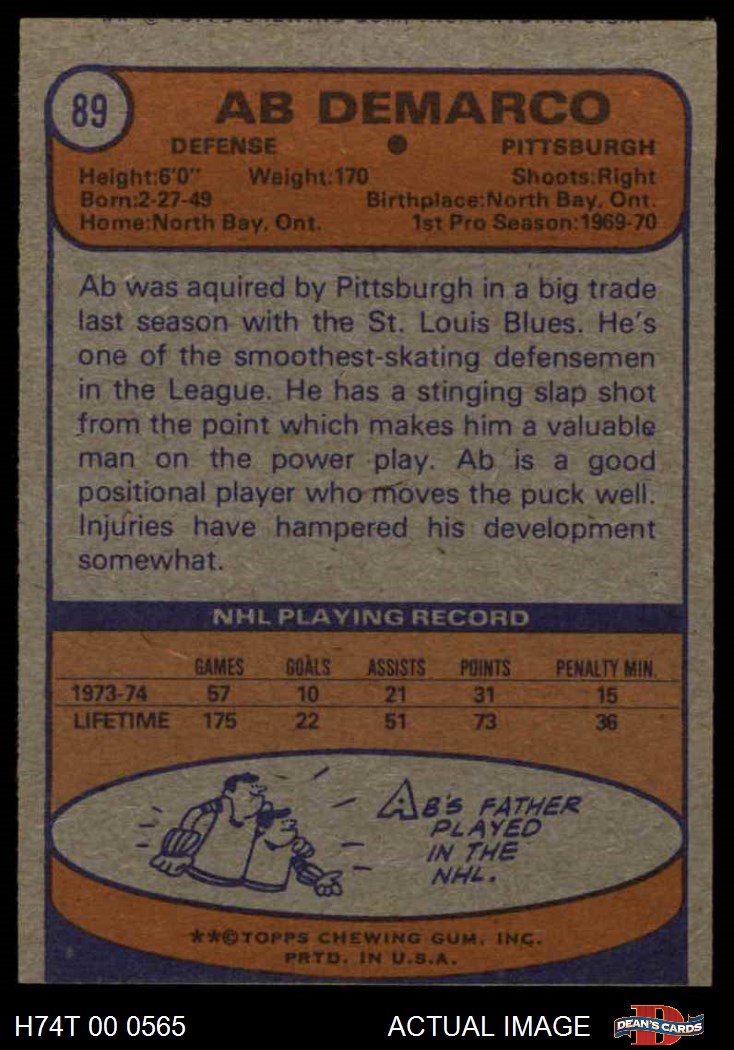 89
AB DEMARCO
DEFENSE ● PITTSBURGH
Height:6'0" Weight:170 Shoots:Right
Born:2-27-49 Birthplace:North Bay, Ont.
Home:North Bay, Ont. 1st Pro Season:1969-70
Ab was aquired by Pittsburgh in a big trade
last season with the St. Louis Blues. He's
one of the smoothest-skating defensemen
in the League. He has a stinging slap shot
from the point which makes him a valuable
man on the power play. Ab is a good
positional player who moves the puck well.
Injuries have hampered his development
somewhat.
NHL PLAYING RECORD
GAMES GOALS ASSISTS POINTS PENALTY MIN.
1973-74 57 10 21 31 15
LIFETIME 175 22 51 73 36
AB'S FATHER
PLAYED
IN THE
NHL.
**©TOPPS CHEWING GUM, INC.
PRTD. IN U.S.A.
H74T 00 0565 ACTUAL IMAGE
D
DEAN'S CARDS